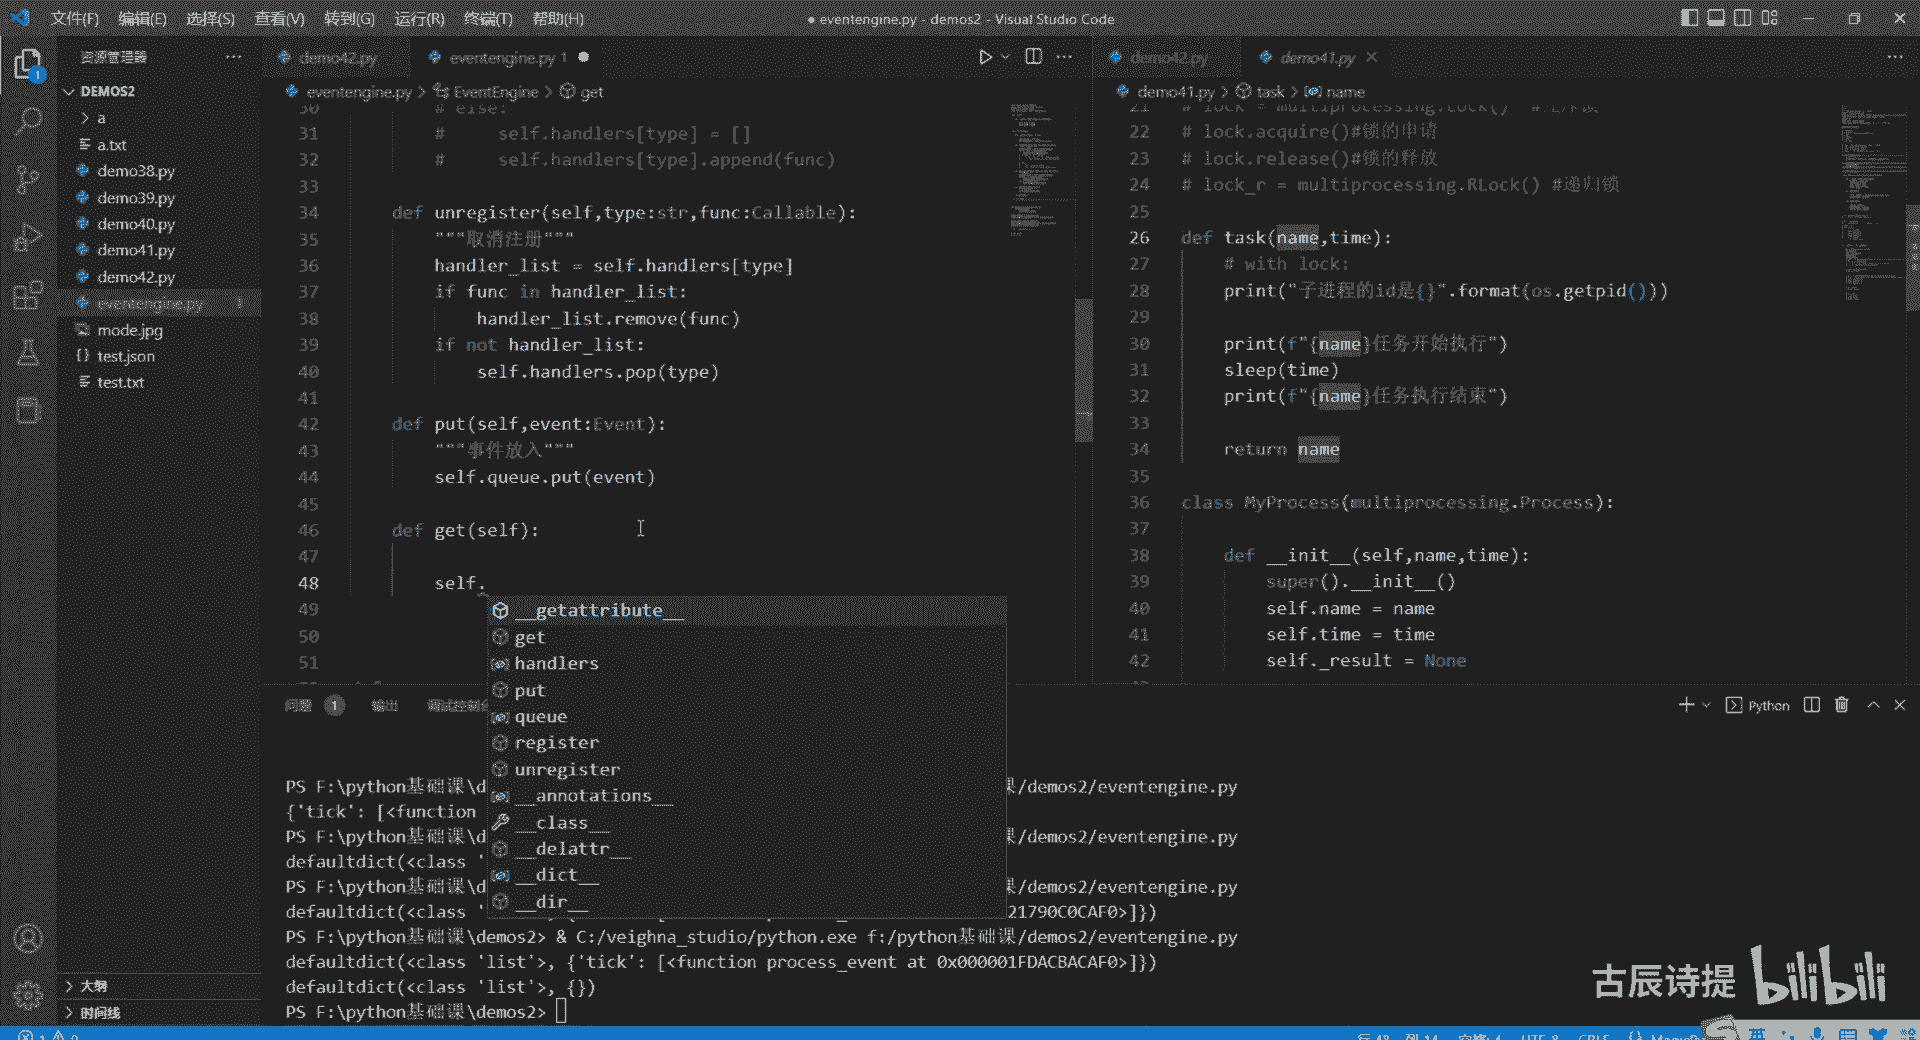 文件(F) 编辑(E) 选择(S) 查看(V) 转到(G) 运行(R) 终端(T) 帮助(H)
● eventengine.py - demos2 - Visual Studio Code
资源管理器
DEMOS2
a
a.txt
demo38.py
demo39.py
demo40.py
demo41.py
demo42.py
eventengine.py 1
mode.jpg
test.json
test.txt
大纲
时间线
demo42.py eventengine.py 1
eventengine.py > EventEngine > get
30 # else:
31 # self.handlers[type] = []
32 # self.handlers[type].append(func)
33
34 def unregister(self,type:str,func:Callable):
35 """取消注册"""
36 handler_list = self.handlers[type]
37 if func in handler_list:
38 handler_list.remove(func)
39 if not handler_list:
40 self.handlers.pop(type)
41
42 def put(self,event:Event):
43 """事件放入"""
44 self.queue.put(event)
45
46 def get(self):
47
48 self.
49
50
51
__getattribute__
get
handlers
put
queue
register
unregister
__annotations__
__class__
__delattr__
__dict__
__dir__
demo42.py demo41.py
demo41.py > task > name
21 # lock = multiprocessing.Lock()
22 # lock.acquire()#锁的申请
23 # lock.release()#锁的释放
24 # lock_r = multiprocessing.RLock() #递归锁
25
26 def task(name,time):
27 # with lock:
28 print("子进程的id是{}".format(os.getpid()))
29
30 print(f"{name}任务开始执行")
31 sleep(time)
32 print(f"{name}任务执行结束")
33
34 return name
35
36 class MyProcess(multiprocessing.Process):
37
38 def __init__(self,name,time):
39 super().__init__()
40 self.name = name
41 self.time = time
42 self._result = None
问题 1 输出 调试控制台
Python
PS F:\python基础课\d 课/demos2/eventengine.py
{'tick': [<function
PS F:\python基础课\d 课/demos2/eventengine.py
defaultdict(<class '
PS F:\python基础课\d 课/demos2/eventengine.py
defaultdict(<class ' 21790C0CAF0>]})
PS F:\python基础课\demos2> & C:/veighna_studio/python.exe f:/python基础课/demos2/eventengine.py
defaultdict(<class 'list'>, {'tick': [<function process_event at 0x000001FDACBACAF0>]})
defaultdict(<class 'list'>, {})
PS F:\python基础课\demos2>
古辰诗提 bilibili
行 48 列 14 空格: 4 UTF-8 CRLF
英